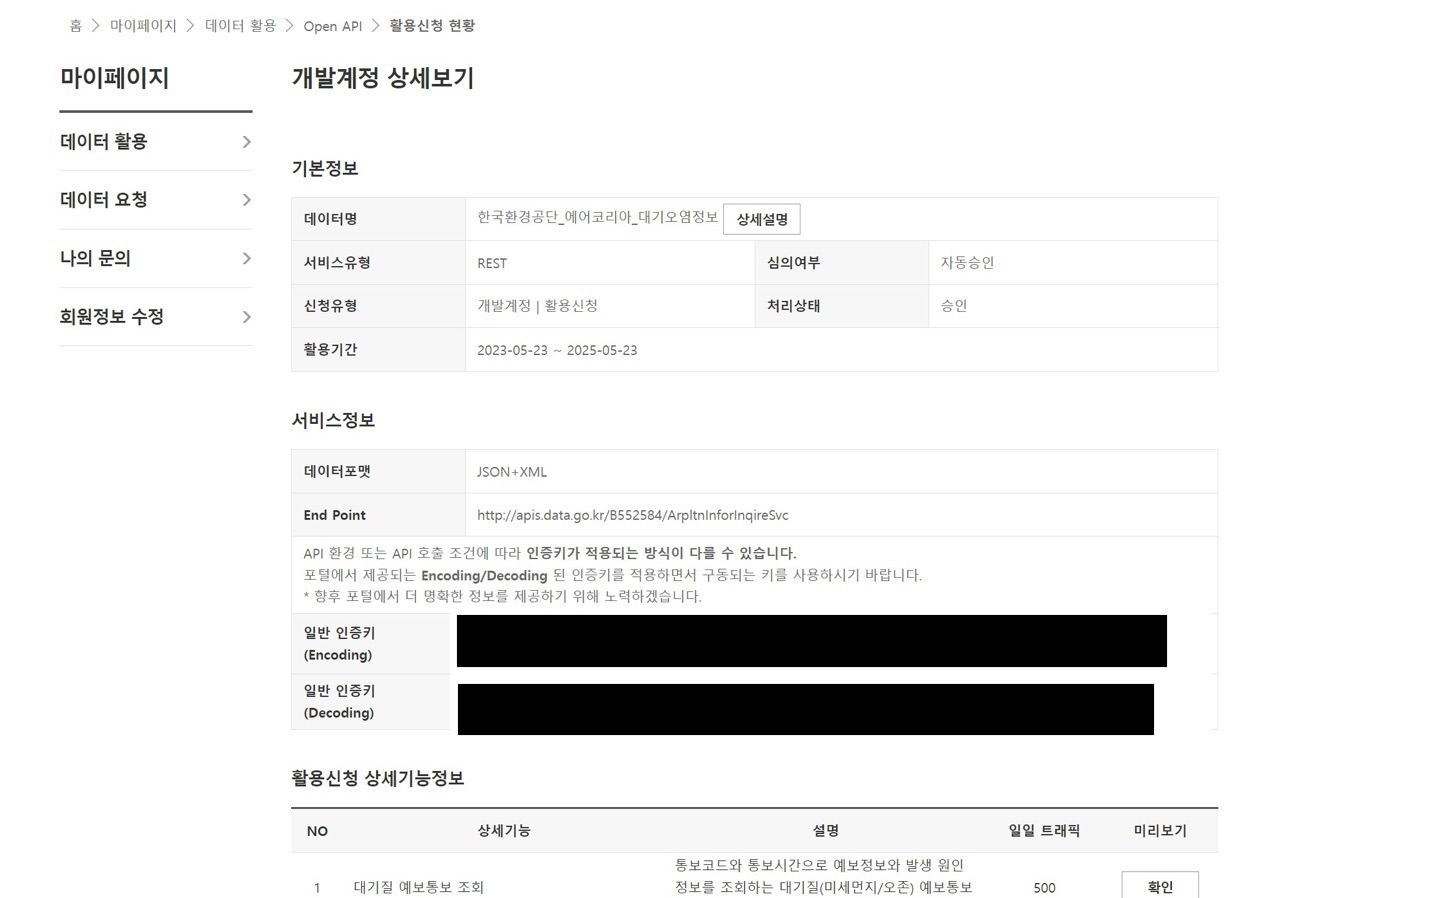 홈 > 마이페이지 > 데이터 활용 > Open API > 활용신청 현황
마이페이지
데이터 활용
데이터 요청
나의 문의
회원정보 수정
개발계정 상세보기
기본정보
데이터명 한국환경공단_에어코리아_대기오염정보 상세설명
서비스유형 REST 심의여부 자동승인
신청유형 개발계정 | 활용신청 처리상태 승인
활용기간 2023-05-23 ~ 2025-05-23
서비스정보
데이터포맷 JSON+XML
End Point http://apis.data.go.kr/B552584/ArpltnInforInqireSvc
API 환경 또는 API 호출 조건에 따라 인증키가 적용되는 방식이 다를 수 있습니다.
포털에서 제공되는 Encoding/Decoding 된 인증키를 적용하면서 구동되는 키를 사용하시기 바랍니다.
* 향후 포털에서 더 명확한 정보를 제공하기 위해 노력하겠습니다.
일반 인증키
(Encoding)
일반 인증키
(Decoding)
활용신청 상세기능정보
NO 상세기능 설명 일일 트래픽 미리보기
통보코드와 통보시간으로 예보정보와 발생 원인
1 대기질 예보통보 조회 정보를 조회하는 대기질(미세먼지/오존) 예보통보 500 확인